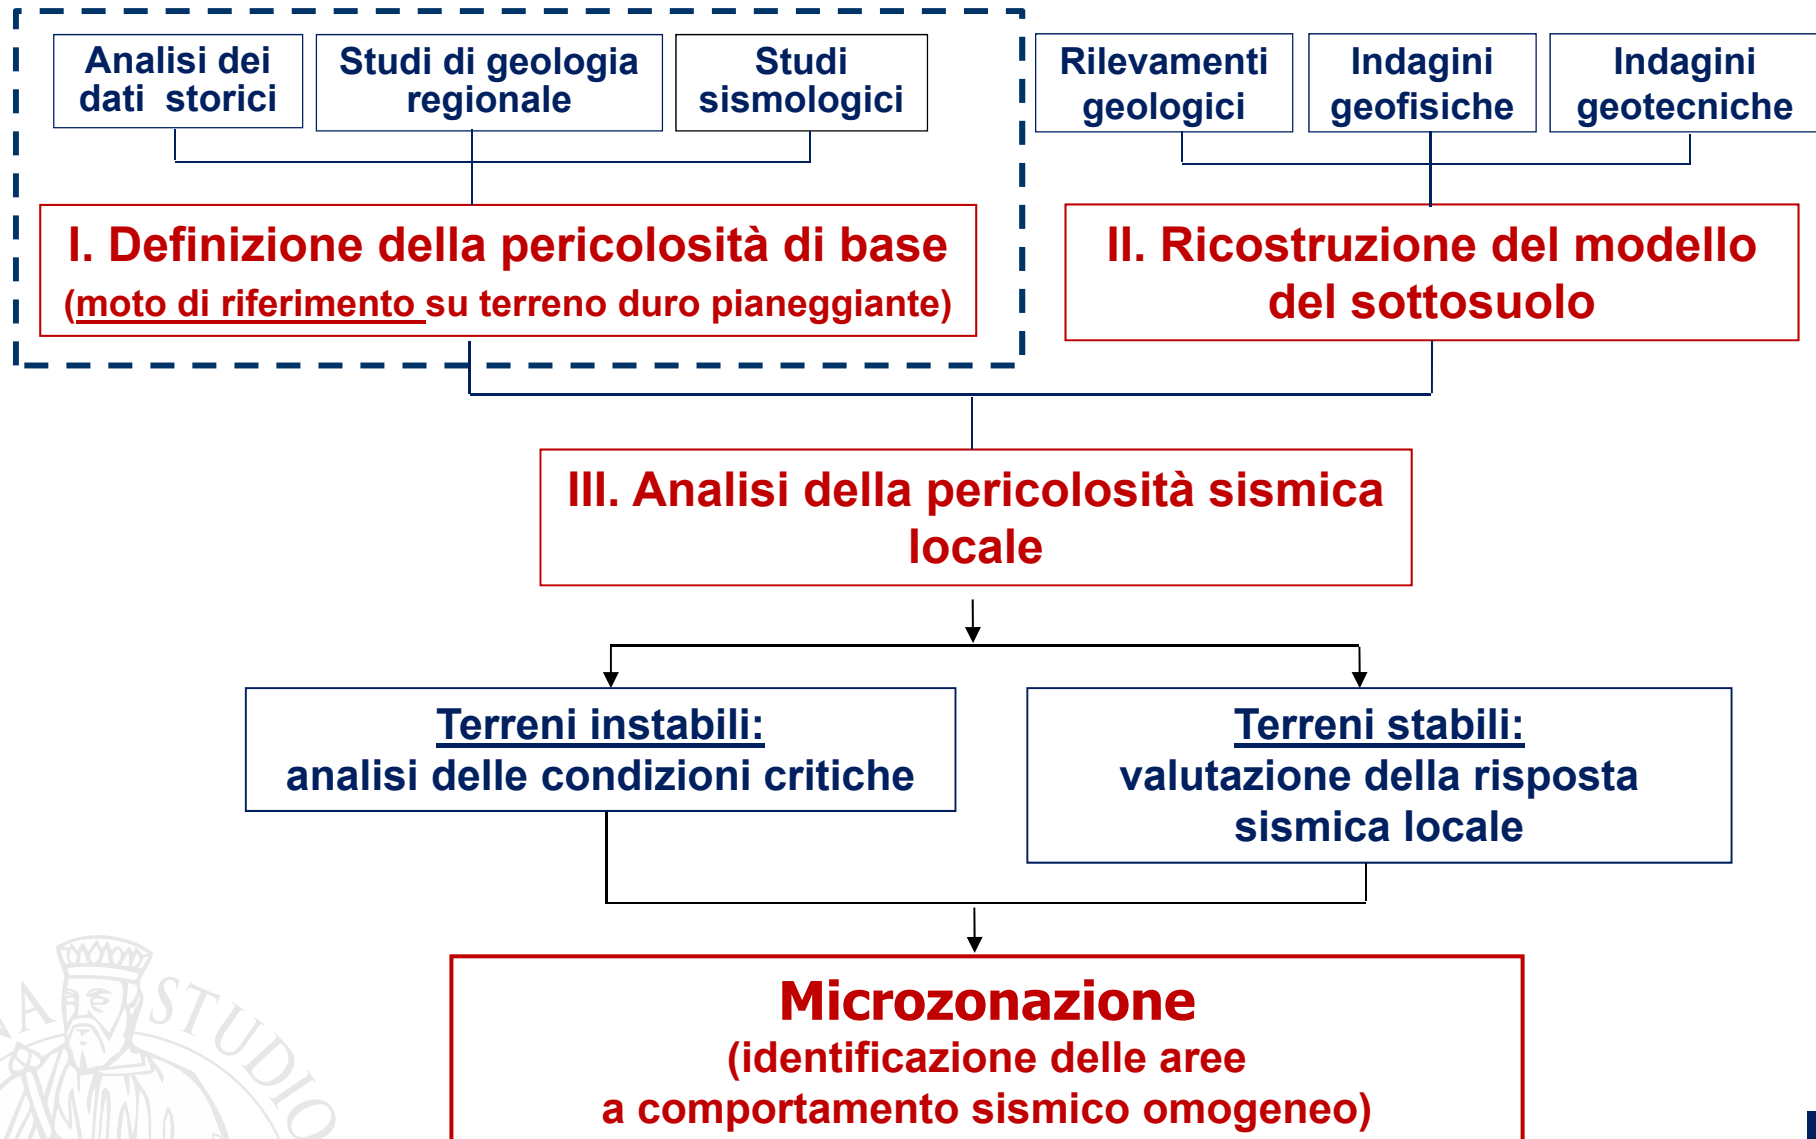 Analisi dei
dati storici
Studi di geologia
regionale
Studi
sismologici
Rilevamenti
geologici
Indagini
geofisiche
Indagini
geotecniche
I. Definizione della pericolosità di base
(moto di riferimento su terreno duro pianeggiante)
II. Ricostruzione del modello
del sottosuolo
III. Analisi della pericolosità sismica
locale
Terreni instabili:
analisi delle condizioni critiche
Terreni stabili:
valutazione della risposta
sismica locale
Microzonazione
(identificazione delle aree
a comportamento sismico omogeneo)
STUDIO